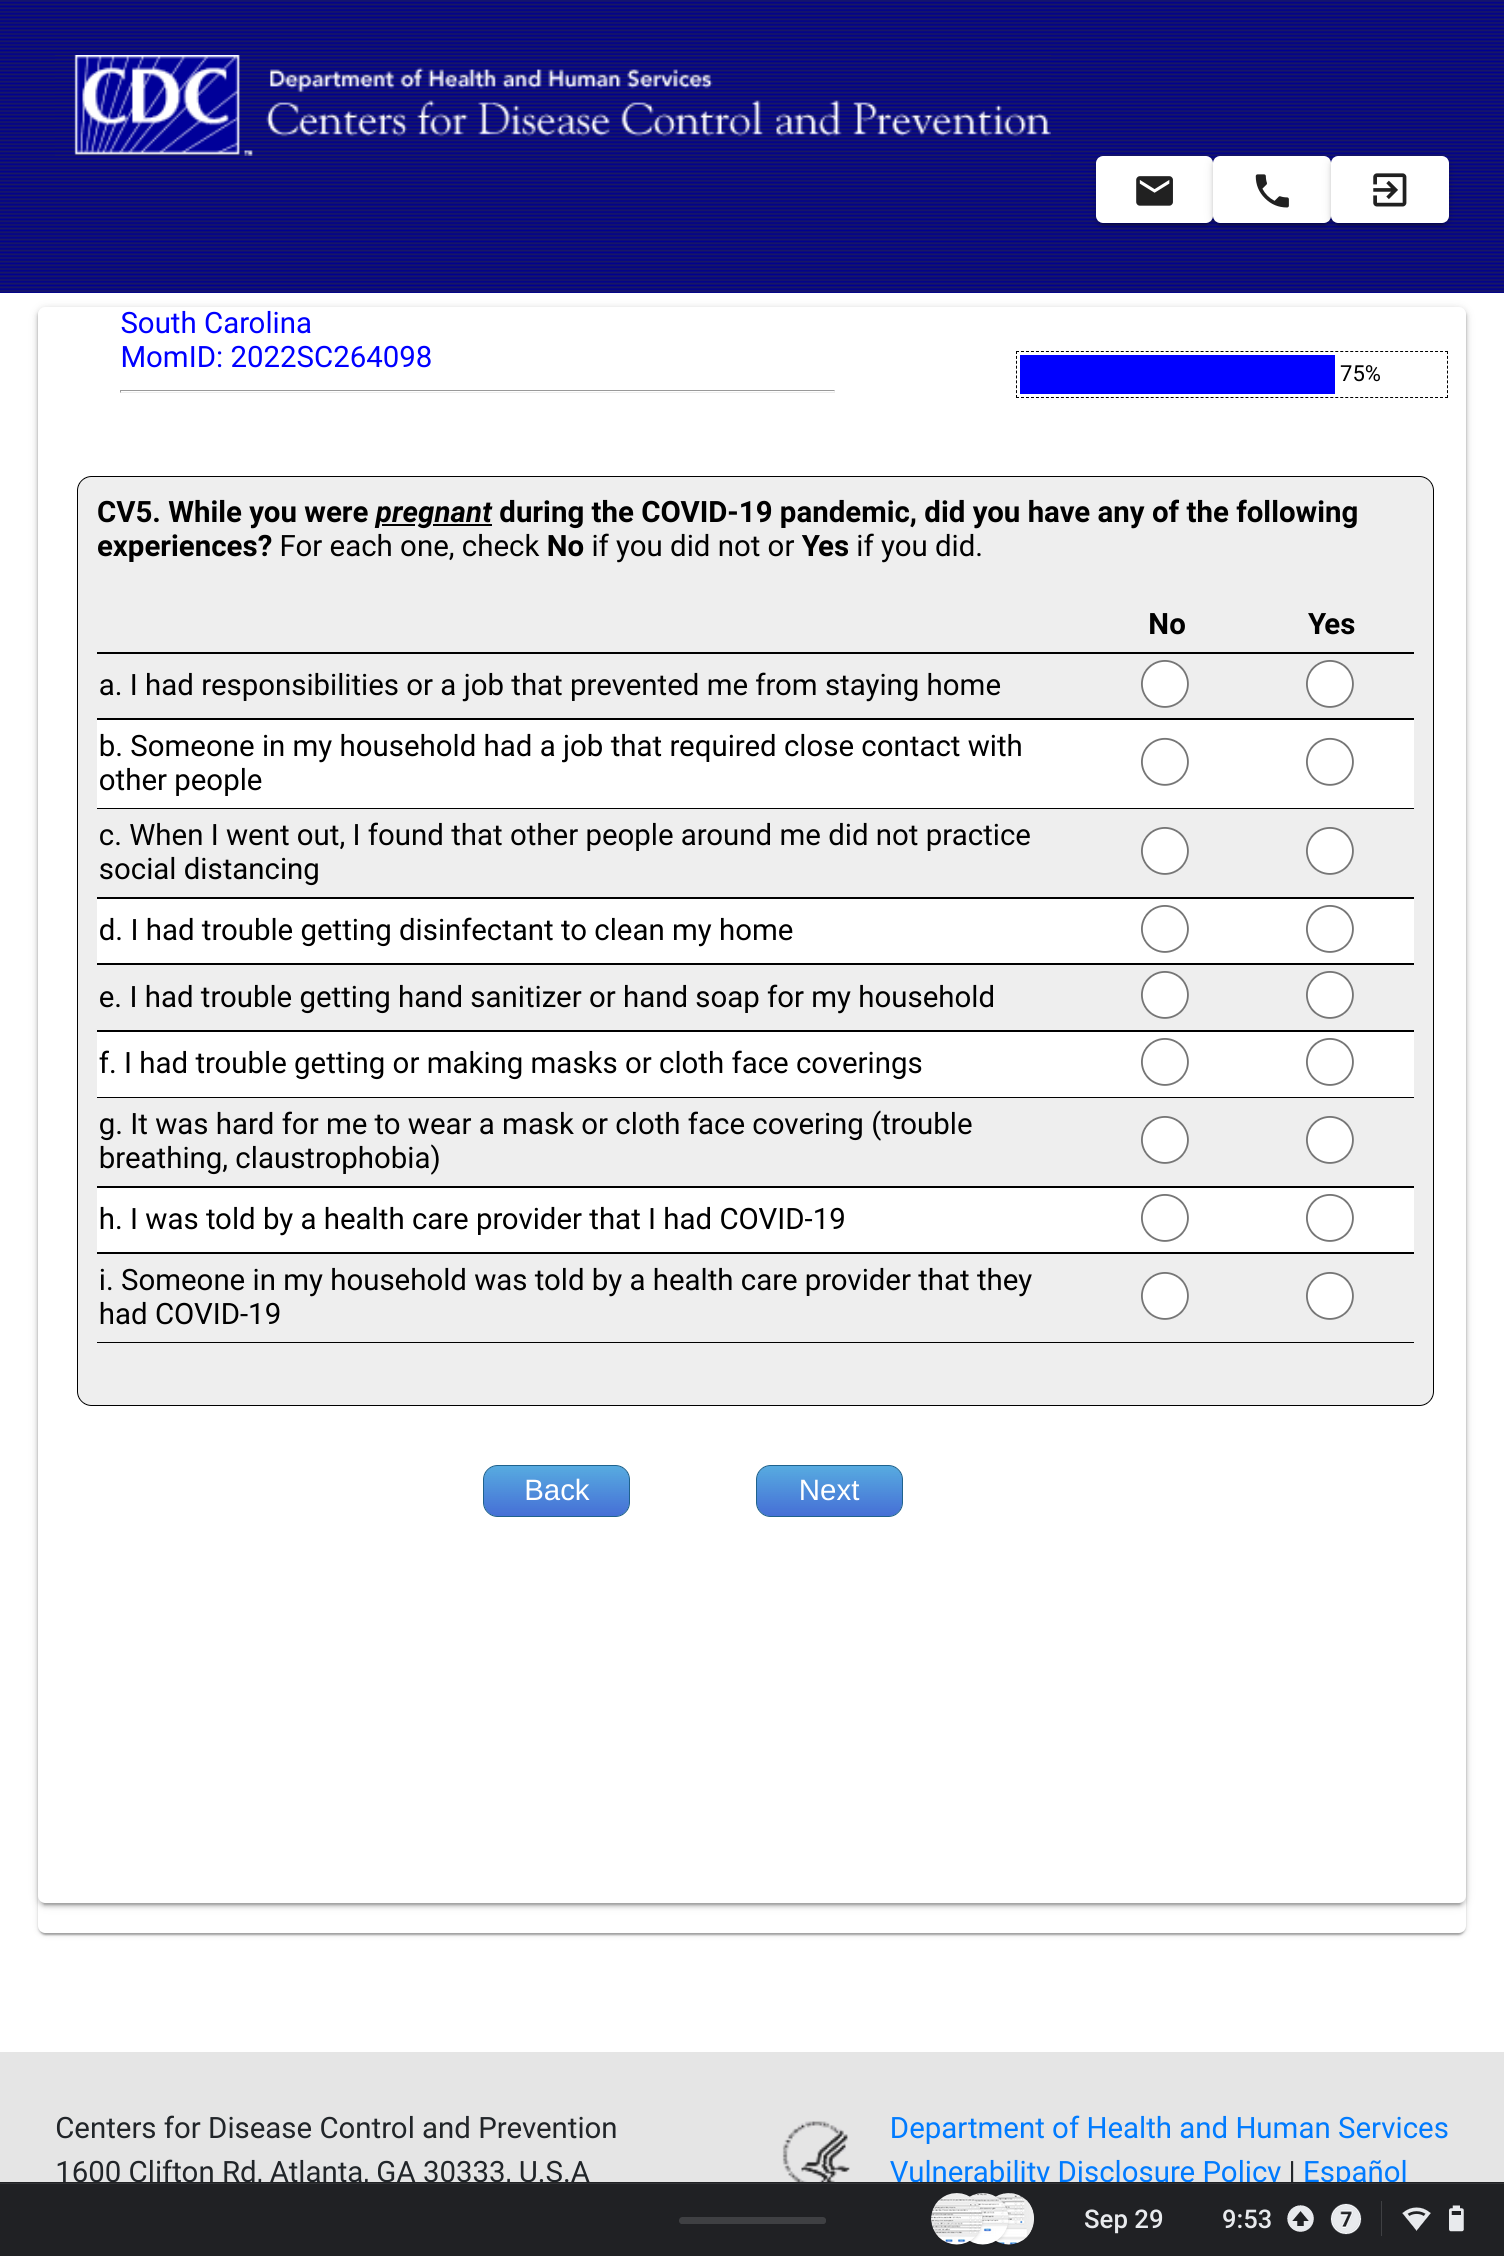 CDC
™
Department of Health and Human Services
Centers for Disease Control and Prevention
South Carolina
MomID: 2022SC264098
75%
CV5. While you were pregnant during the COVID-19 pandemic, did you have any of the following
experiences? For each one, check No if you did not or Yes if you did.
No Yes
a. I had responsibilities or a job that prevented me from staying home
b. Someone in my household had a job that required close contact with
other people
c. When I went out, I found that other people around me did not practice
social distancing
d. I had trouble getting disinfectant to clean my home
e. I had trouble getting hand sanitizer or hand soap for my household
f. I had trouble getting or making masks or cloth face coverings
g. It was hard for me to wear a mask or cloth face covering (trouble
breathing, claustrophobia)
h. I was told by a health care provider that I had COVID-19
i. Someone in my household was told by a health care provider that they
had COVID-19
Back Next
Centers for Disease Control and Prevention
1600 Clifton Rd. Atlanta, GA 30333, U.S.A
Department of Health and Human Services
Vulnerability Disclosure Policy | Español
Sep 29 9:53 7